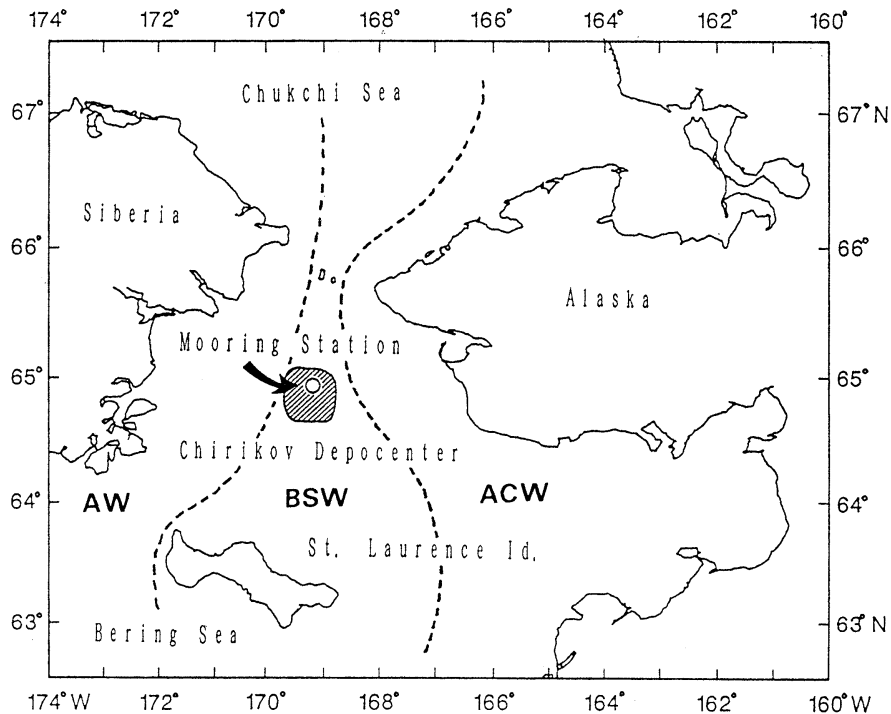 174° 172° 170° 168° 166° 164° 162° 160°
67° 67°N
Chukchi Sea
Siberia
66° 66°
Alaska
Mooring Station
65° 65°
Chirikov Depocenter
64° 64°
AW BSW ACW
St. Laurence Id.
63° 63°N
Bering Sea
174°W 172° 170° 168° 166° 164° 162° 160°W